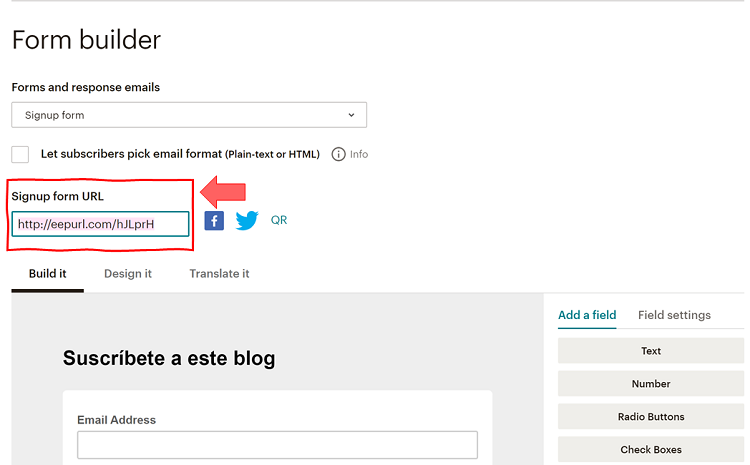 Form builder
Forms and response emails
Signup form
Let subscribers pick email format (Plain-text or HTML) Info
Signup form URL
http://eepurl.com/hJLprH
QR
Build it Design it Translate it
Add a field Field settings
Suscríbete a este blog
Text
Number
Radio Buttons
Email Address
Check Boxes